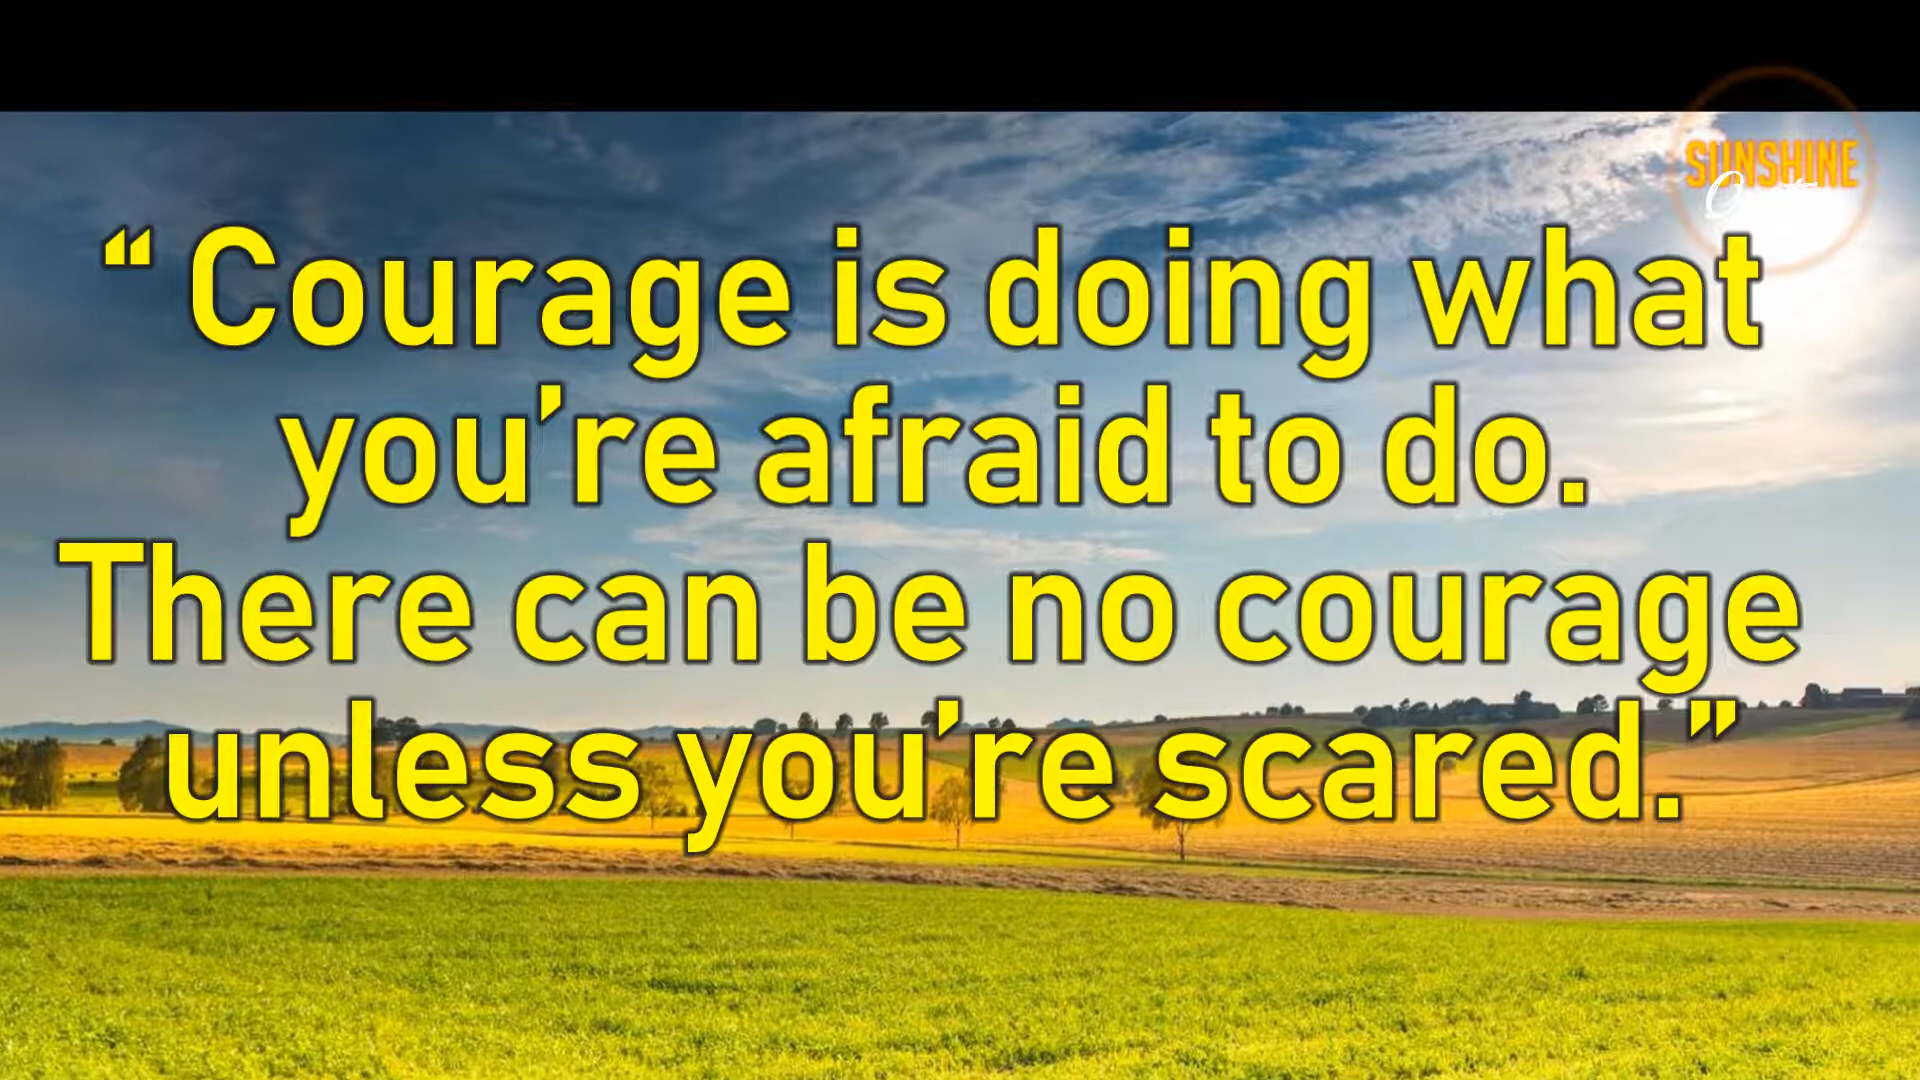 SUNSHINE
“ Courage is doing what
you’re afraid to do.
There can be no courage
unless you’re scared.”